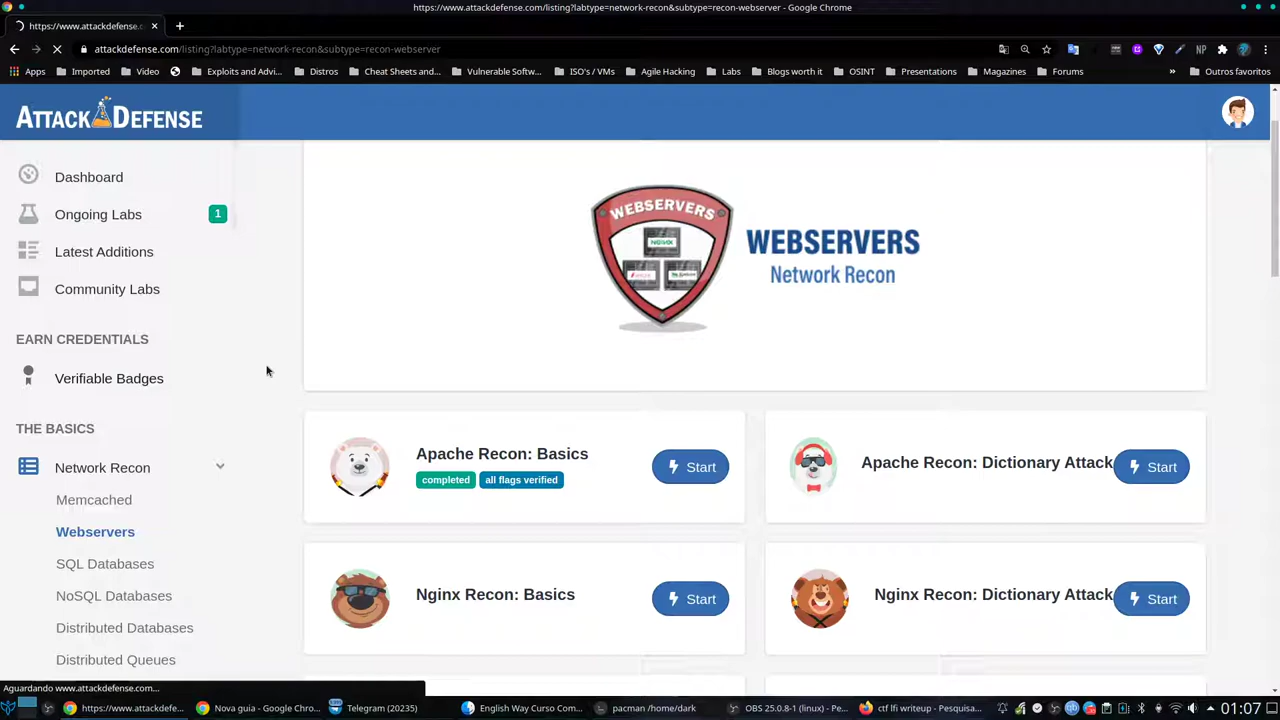 https://www.attackdefense.com/listing?labtype=network-recon&subtype=recon-webserver - Google Chrome
https://www.attackdefense.c
attackdefense.com/listing?labtype=network-recon&subtype=recon-webserver
Apps Imported Video Exploits and Advi... Distros Cheat Sheets and... Vulnerable Softw... ISO's / VMs Agile Hacking Labs Blogs worth it OSINT Presentations Magazines Forums » Outros favoritos
ATTACK DEFENSE
Dashboard
Ongoing Labs 1
Latest Additions
Community Labs
EARN CREDENTIALS
Verifiable Badges
THE BASICS
Network Recon
Memcached
Webservers
SQL Databases
NoSQL Databases
Distributed Databases
Distributed Queues
WEBSERVERS
NGINX
WEBSERVERS
Network Recon
Apache Recon: Basics
completed all flags verified
Start
Apache Recon: Dictionary Attack
Start
Nginx Recon: Basics
Start
Nginx Recon: Dictionary Attack
Start
Aguardando www.attackdefense.com...
https://www.attackdefe... Nova guia - Google Chro... Telegram (20235) English Way Curso Com... pacman /home/dark OBS 25.0.8-1 (linux) - Pe... ctf lfi writeup - Pesquisa... 01:07